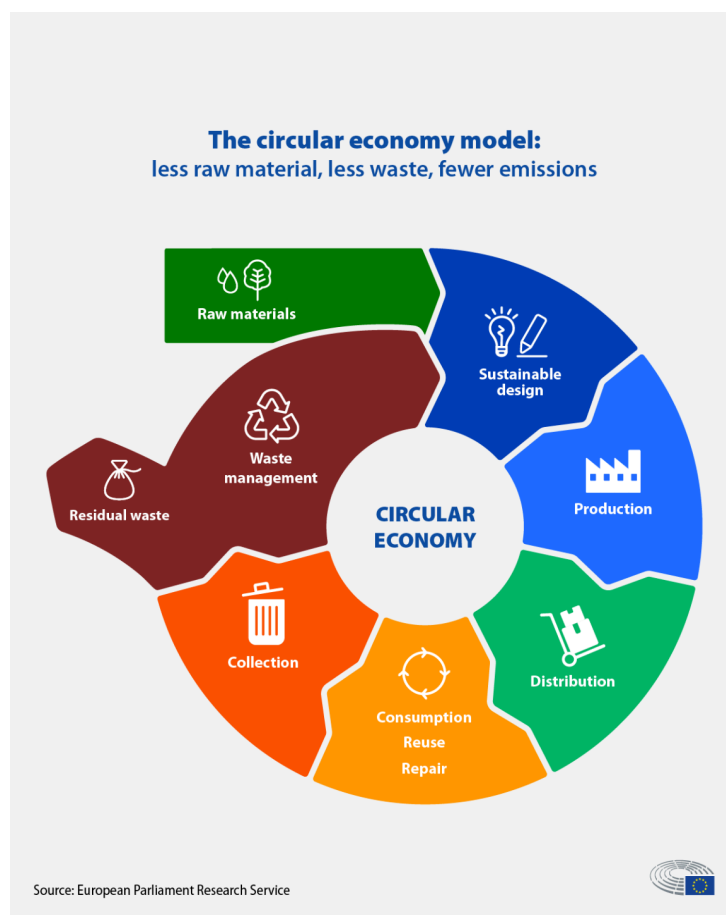 The circular economy model:
less raw material, less waste, fewer emissions
Raw materials
Sustainable
design
Production
Distribution
Consumption
Reuse
Repair
Collection
Waste
management
Residual waste
CIRCULAR
ECONOMY
Source: European Parliament Research Service